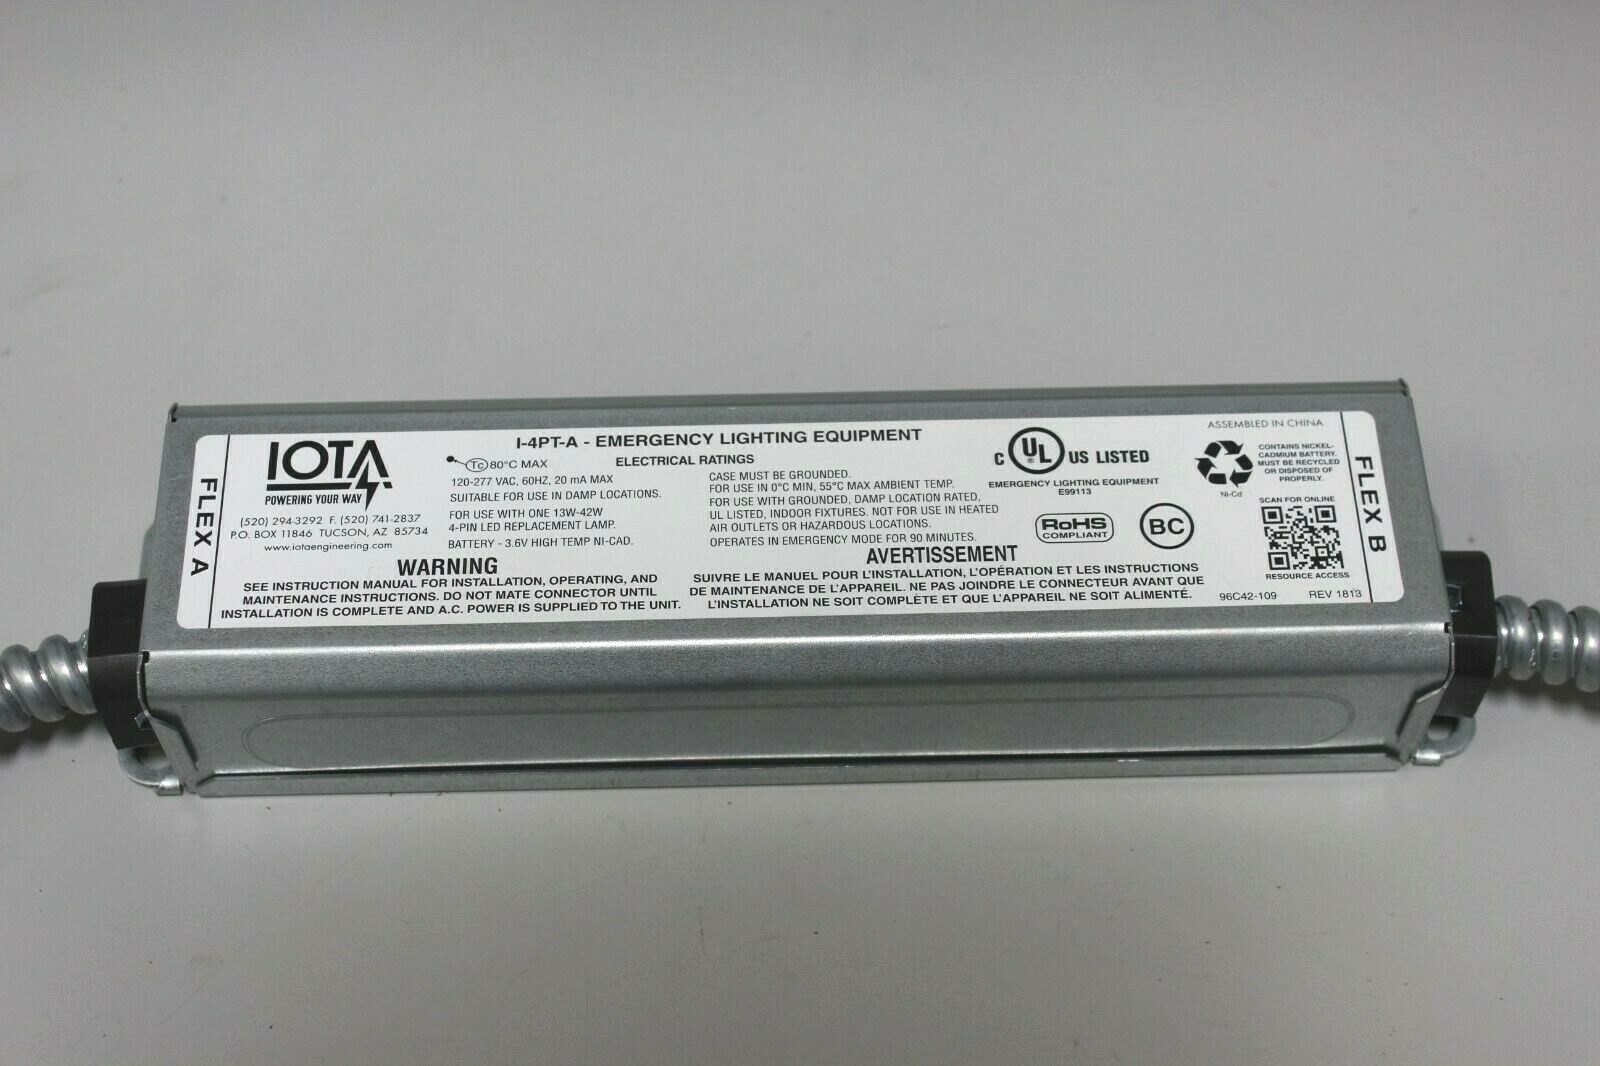 I-4PT-A - EMERGENCY LIGHTING EQUIPMENT
FLEX A
IOTA
POWERING YOUR WAY
(520) 294-3292 F. (520) 741-2837
P.O. BOX 11846 TUCSON, AZ 85734
www.iotaengineering.com
ELECTRICAL RATINGS
Tc 80°C MAX
120-277 VAC, 60HZ, 20 mA MAX
SUITABLE FOR USE IN DAMP LOCATIONS.
FOR USE WITH ONE 13W-42W
4-PIN LED REPLACEMENT LAMP.
BATTERY - 3.6V HIGH TEMP NI-CAD.
CASE MUST BE GROUNDED.
FOR USE IN 0°C MIN, 55°C MAX AMBIENT TEMP.
FOR USE WITH GROUNDED, DAMP LOCATION RATED,
UL LISTED, INDOOR FIXTURES. NOT FOR USE IN HEATED
AIR OUTLETS OR HAZARDOUS LOCATIONS.
OPERATES IN EMERGENCY MODE FOR 90 MINUTES.
WARNING
SEE INSTRUCTION MANUAL FOR INSTALLATION, OPERATING, AND
MAINTENANCE INSTRUCTIONS. DO NOT MATE CONNECTOR UNTIL
INSTALLATION IS COMPLETE AND A.C. POWER IS SUPPLIED TO THE UNIT.
AVERTISSEMENT
SUIVRE LE MANUEL POUR L'INSTALLATION, L'OPÉRATION ET LES INSTRUCTIONS
DE MAINTENANCE DE L'APPAREIL. NE PAS JOINDRE LE CONNECTEUR AVANT QUE
L'INSTALLATION NE SOIT COMPLÈTE ET QUE L'APPAREIL NE SOIT ALIMENTÉ.
C UL ® US LISTED
EMERGENCY LIGHTING EQUIPMENT
E99113
RoHS
COMPLIANT
BC
ASSEMBLED IN CHINA
CONTAINS NICKEL-
CADMIUM BATTERY.
MUST BE RECYCLED
OR DISPOSED OF
PROPERLY.
Ni-Cd
SCAN FOR ONLINE
RESOURCE ACCESS
96C42-109 REV 1813
FLEX B